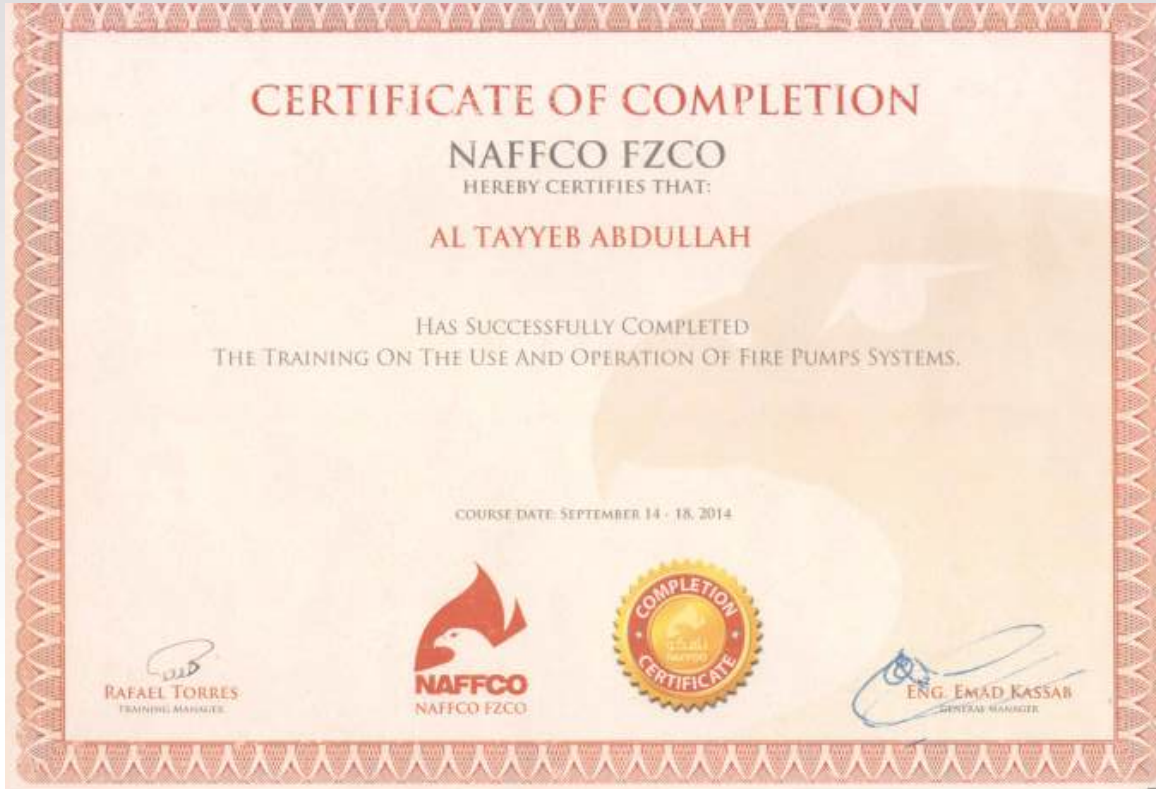 CERTIFICATE OF COMPLETION
NAFFCO FZCO
HEREBY CERTIFIES THAT:
AL TAYYEB ABDULLAH
HAS SUCCESSFULLY COMPLETED
THE TRAINING ON THE USE AND OPERATION OF FIRE PUMPS SYSTEMS.
COURSE DATE: SEPTEMBER 14 - 18, 2014
NAFFCO
NAFFCO FZCO
COMPLETION
نافكو
NAFFCO
CERTIFICATE
RAFAEL TORRES
TRAINING MANAGER
ENG. EMAD KASSAB
GENERAL MANAGER